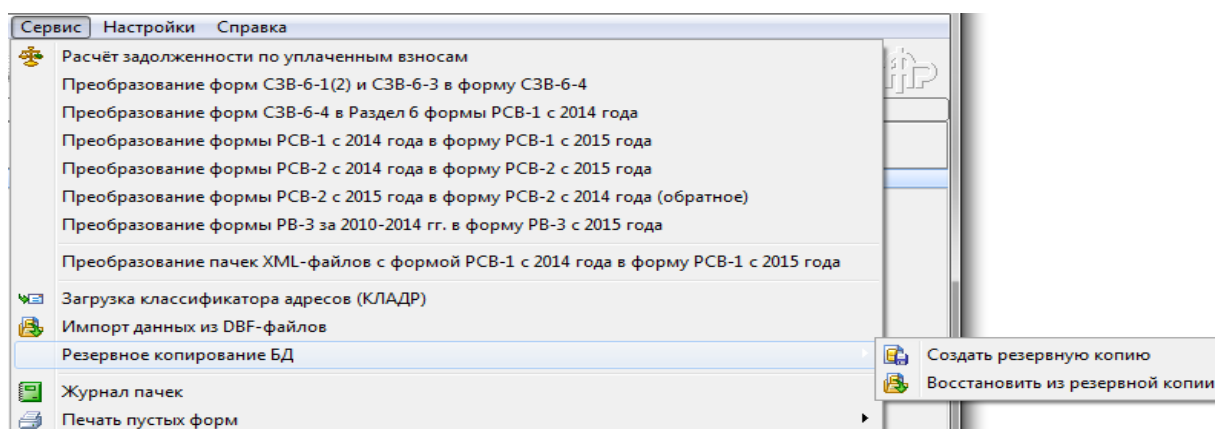 Сервис Настройки Справка
Расчёт задолженности по уплаченным взносам
Преобразование форм СЗВ-6-1(2) и СЗВ-6-3 в форму СЗВ-6-4
Преобразование форм СЗВ-6-4 в Раздел 6 формы РСВ-1 с 2014 года
Преобразование формы РСВ-1 с 2014 года в форму РСВ-1 с 2015 года
Преобразование формы РСВ-2 с 2014 года в форму РСВ-2 с 2015 года
Преобразование формы РСВ-2 с 2015 года в форму РСВ-2 с 2014 года (обратное)
Преобразование формы РВ-3 за 2010-2014 гг. в форму РВ-3 с 2015 года
Преобразование пачек XML-файлов с формой РСВ-1 с 2014 года в форму РСВ-1 с 2015 года
Загрузка классификатора адресов (КЛАДР)
Импорт данных из DBF-файлов
Резервное копирование БД
Создать резервную копию
Восстановить из резервной копии
Журнал пачек
Печать пустых форм